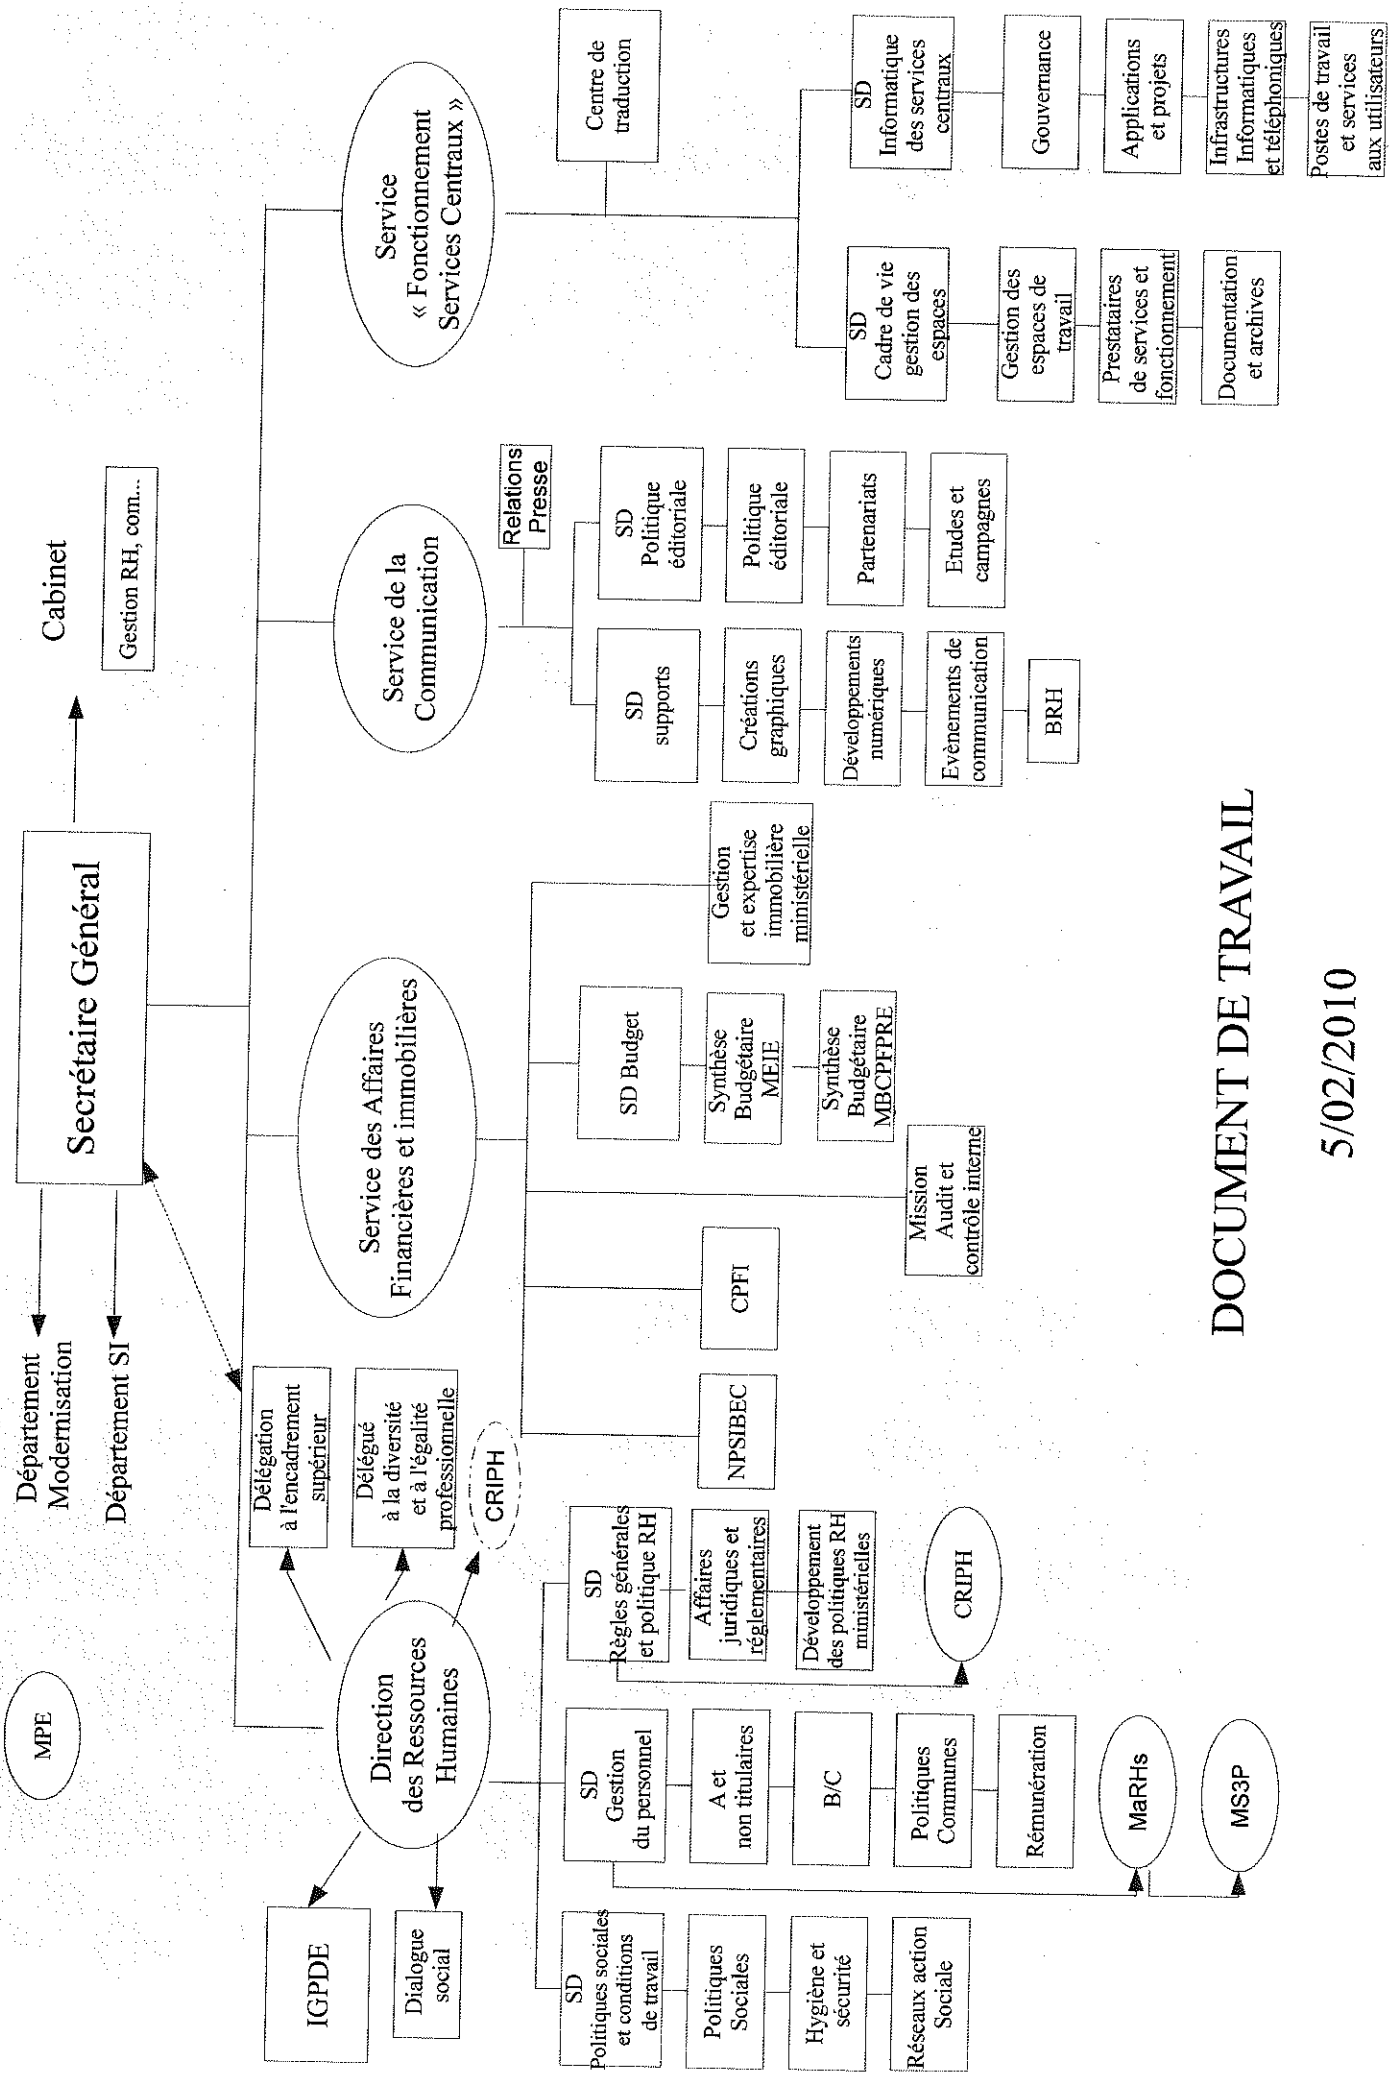 MPE
Département
Modernisation
Département SI
Secrétaire Général
Cabinet
Gestion RH, com...
IGPDE
Dialogue
social
Direction
des Ressources
Humaines
Délégation
à l'encadrement
supérieur
Délégué
à la diversité
et à l'égalité
professionnelle
CRIPH
SD
Politiques sociales
et conditions
de travail
Politiques
Sociales
Hygiène et
sécurité
Réseaux action
Sociale
SD
Gestion
du personnel
A et
non titulaires
B/C
Politiques
Communes
Rémunération
MaRHs
MS3P
SD
Règles générales
et politique RH
Affaires
juridiques et
réglementaires
Développement
des politiques RH
ministérielles
CRIPH
Service des Affaires
Financières et immobilières
NPSIBEC
CPFI
Mission
Audit et
contrôle interne
SD Budget
Synthèse
Budgétaire
MEIE
Synthèse
Budgétaire
MBCPFPRE
Gestion
et expertise
immobilière
ministérielle
Service de la
Communication
Relations
Presse
SD
supports
Créations
graphiques
Développements
numériques
Evènements de
communication
BRH
SD
Politique
éditoriale
Politique
éditoriale
Partenariats
Etudes et
campagnes
Service
« Fonctionnement
Services Centraux »
Centre de
traduction
SD
Cadre de vie
gestion des
espaces
Gestion des
espaces de
travail
Prestataires
de services et
fonctionnement
Documentation
et archives
SD
Informatique
des services
centraux
Gouvernance
Applications
et projets
Infrastructures
Informatiques
et téléphoniques
Postes de travail
et services
aux utilisateurs
DOCUMENT DE TRAVAIL
5/02/2010